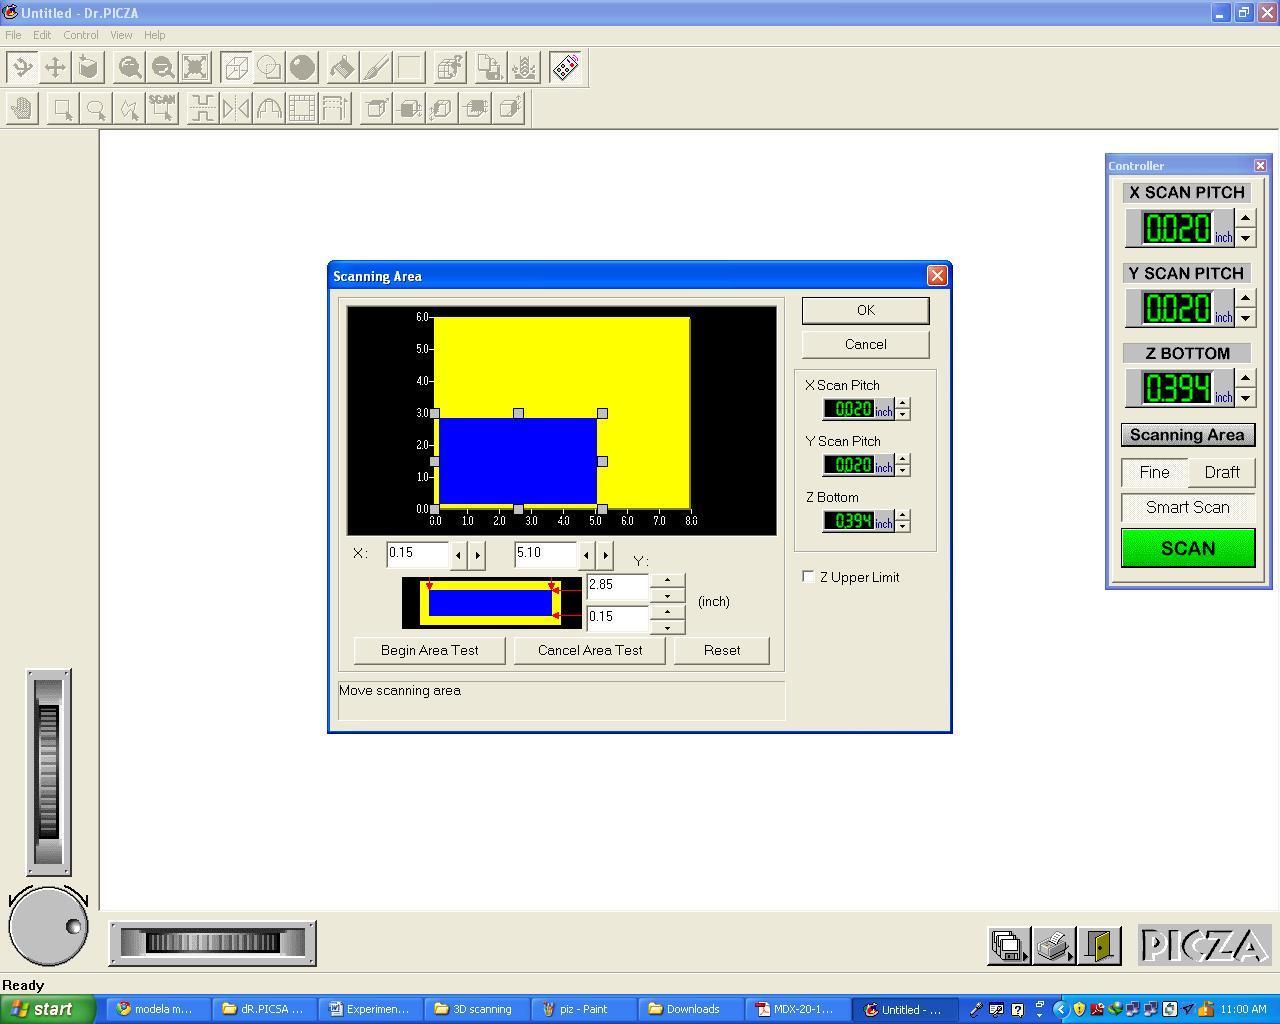 Untitled - Dr.PICZA
File Edit Control View Help
SCAN
Controller
X SCAN PITCH
0.020 inch
Y SCAN PITCH
0.020 inch
Z BOTTOM
0.394 inch
Scanning Area
Fine Draft
Smart Scan
SCAN
Scanning Area
6.0
5.0
4.0
3.0
2.0
1.0
0.0
0.0 1.0 2.0 3.0 4.0 5.0 6.0 7.0 8.0
X: 0.15 5.10 Y:
2.85
0.15
(inch)
Begin Area Test Cancel Area Test Reset
Move scanning area
OK
Cancel
X Scan Pitch
0.020 inch
Y Scan Pitch
0.020 inch
Z Bottom
0.394 inch
Z Upper Limit
PICZA
Ready
start modela m... dR.PICSA ... Experimen... 3D scanning piz - Paint Downloads MDX-20-1... Untitled - ... 11:00 AM